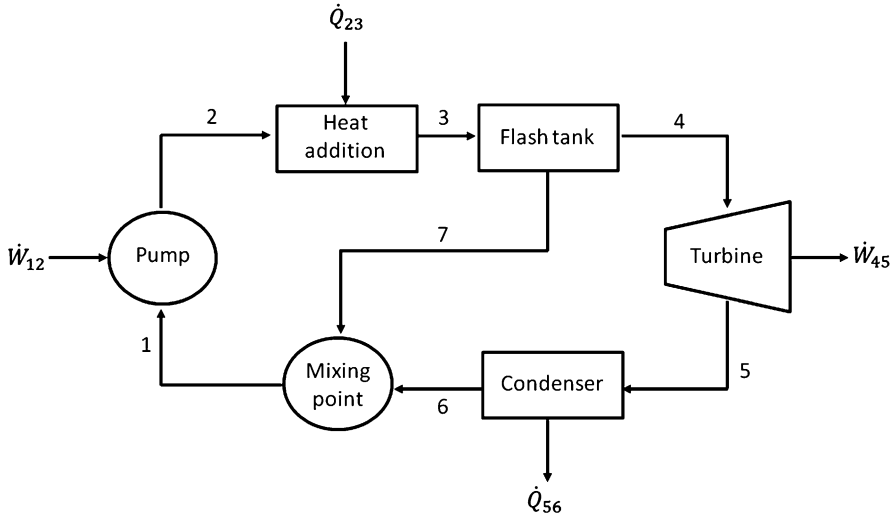 Q̇₂₃
2
Heat
addition
3
Flash tank
4
7
Ẇ₁₂
Pump
Turbine
Ẇ₄₅
1
Mixing
point
6
Condenser
5
Q̇₅₆